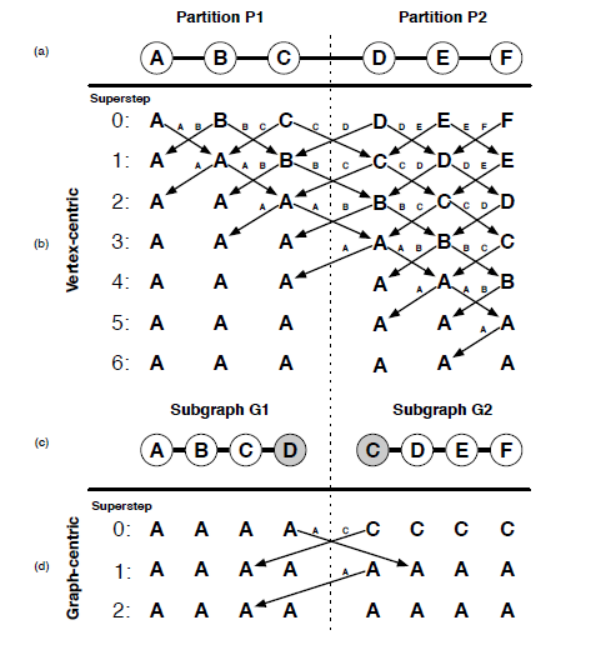 Partition P1 Partition P2
(a) A B C D E F
Superstep
0: A A B B B C C C D D D E E E F F
1: A A A A B B B C C C D D D E E
2: A A A A A B B B C C C D D
3: A A A A A A B B B C C
4: A A A A A A A B B
5: A A A A A A A
6: A A A A A A
(b) Vertex-centric
Subgraph G1 Subgraph G2
(c) A B C D C D E F
Superstep
0: A A A A A C C C C C
1: A A A A A A A A A
2: A A A A A A A A
(d) Graph-centric